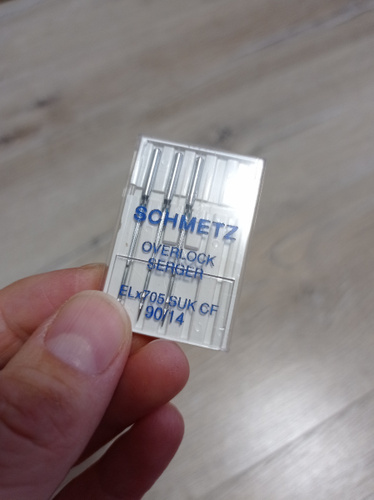 SCHMETZ
OVERLOCK
SERGER
ELx705 SUK CF
90/14